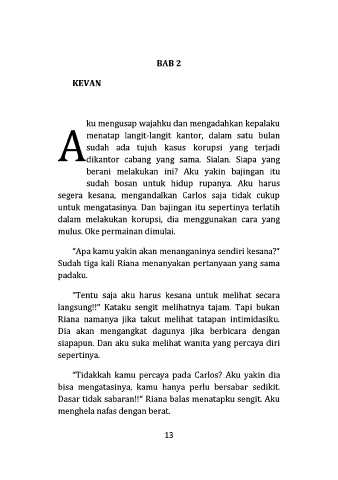 BAB 2
KEVAN
Aku mengusap wajahku dan mengadahkan kepalaku
menatap langit-langit kantor, dalam satu bulan
sudah ada tujuh kasus korupsi yang terjadi
dikantor cabang yang sama. Sialan. Siapa yang
berani melakukan ini? Aku yakin bajingan itu
sudah bosan untuk hidup rupanya. Aku harus
segera kesana, mengandalkan Carlos saja tidak cukup
untuk mengatasinya. Dan bajingan itu sepertinya terlatih
dalam melakukan korupsi, dia menggunakan cara yang
mulus. Oke permainan dimulai.
“Apa kamu yakin akan menanganinya sendiri kesana?”
Sudah tiga kali Riana menanyakan pertanyaan yang sama
padaku.
“Tentu saja aku harus kesana untuk melihat secara
langsung!!” Kataku sengit melihatnya tajam. Tapi bukan
Riana namanya jika takut melihat tatapan intimidasiku.
Dia akan mengangkat dagunya jika berbicara dengan
siapapun. Dan aku suka melihat wanita yang percaya diri
sepertinya.
“Tidakkah kamu percaya pada Carlos? Aku yakin dia
bisa mengatasinya, kamu hanya perlu bersabar sedikit.
Dasar tidak sabaran!!” Riana balas menatapku sengit. Aku
menghela nafas dengan berat.
13